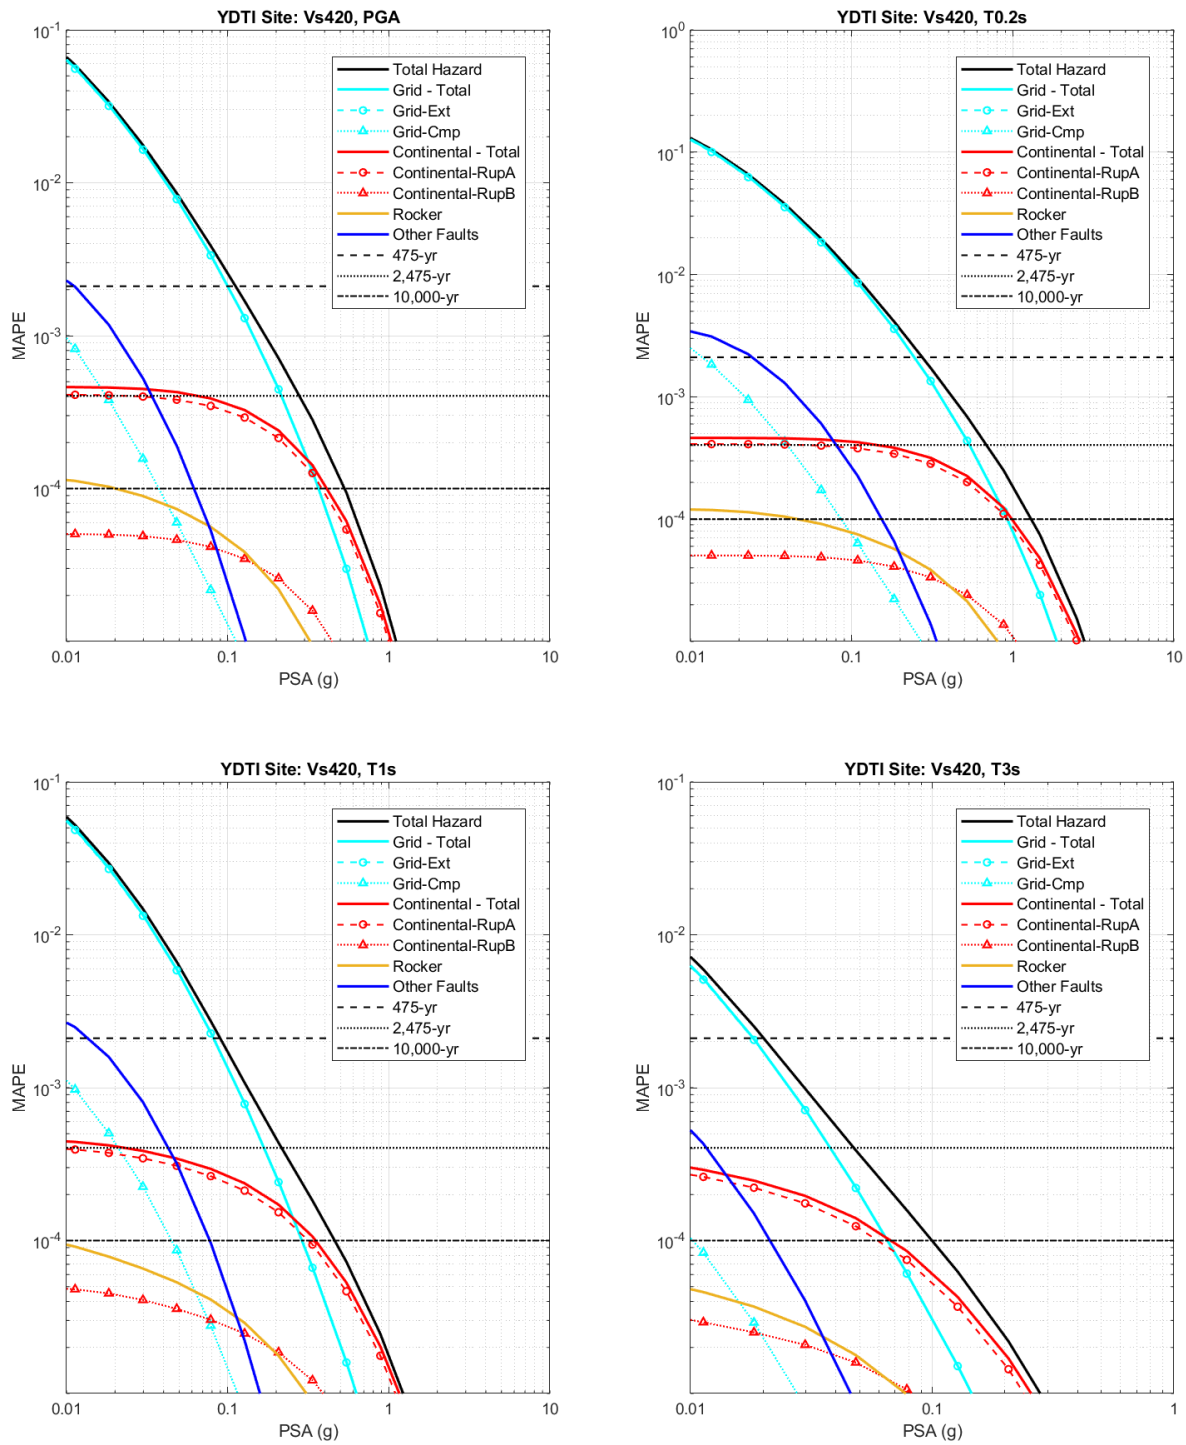 YDTI Site: Vs420, PGA
10^-1
10^-2
10^-3
10^-4
MAPE
0.01
0.1
1
10
PSA (g)
Total Hazard
Grid - Total
Grid-Ext
Grid-Cmp
Continental - Total
Continental-RupA
Continental-RupB
Rocker
Other Faults
475-yr
2,475-yr
10,000-yr
YDTI Site: Vs420, T0.2s
10^0
10^-1
10^-2
10^-3
10^-4
MAPE
0.01
0.1
1
10
PSA (g)
Total Hazard
Grid - Total
Grid-Ext
Grid-Cmp
Continental - Total
Continental-RupA
Continental-RupB
Rocker
Other Faults
475-yr
2,475-yr
10,000-yr
YDTI Site: Vs420, T1s
10^-1
10^-2
10^-3
10^-4
MAPE
0.01
0.1
1
10
PSA (g)
Total Hazard
Grid - Total
Grid-Ext
Grid-Cmp
Continental - Total
Continental-RupA
Continental-RupB
Rocker
Other Faults
475-yr
2,475-yr
10,000-yr
YDTI Site: Vs420, T3s
10^-1
10^-2
10^-3
10^-4
MAPE
0.01
0.1
1
PSA (g)
Total Hazard
Grid - Total
Grid-Ext
Grid-Cmp
Continental - Total
Continental-RupA
Continental-RupB
Rocker
Other Faults
475-yr
2,475-yr
10,000-yr